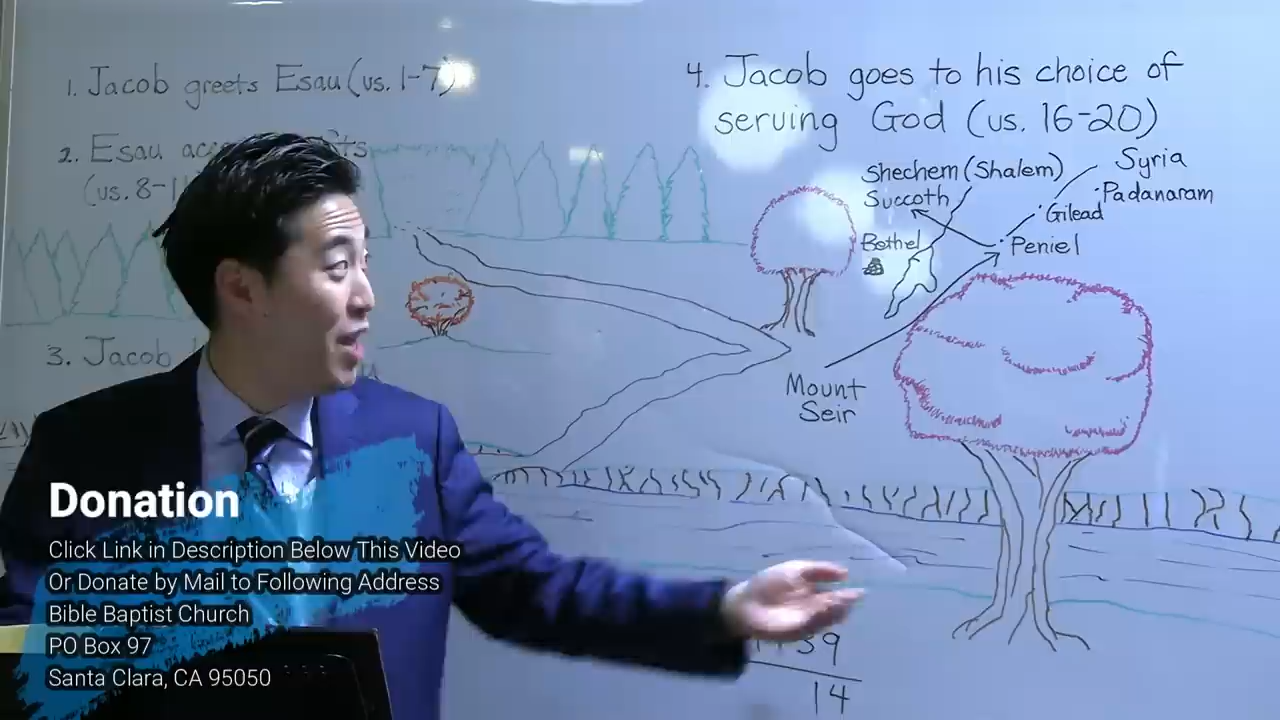 1. Jacob greets Esau (vs. 1-7)
2. Esau
(vs. 8-
3. Jacob
4. Jacob goes to his choice of
serving God (vs. 16-20)
Shechem (Shalem)
Syria
Succoth
Padanaram
Gilead
Bethel
Peniel
Mount
Seir
39
14
Donation
Click Link in Description Below This Video
Or Donate by Mail to Following Address
Bible Baptist Church
PO Box 97
Santa Clara, CA 95050